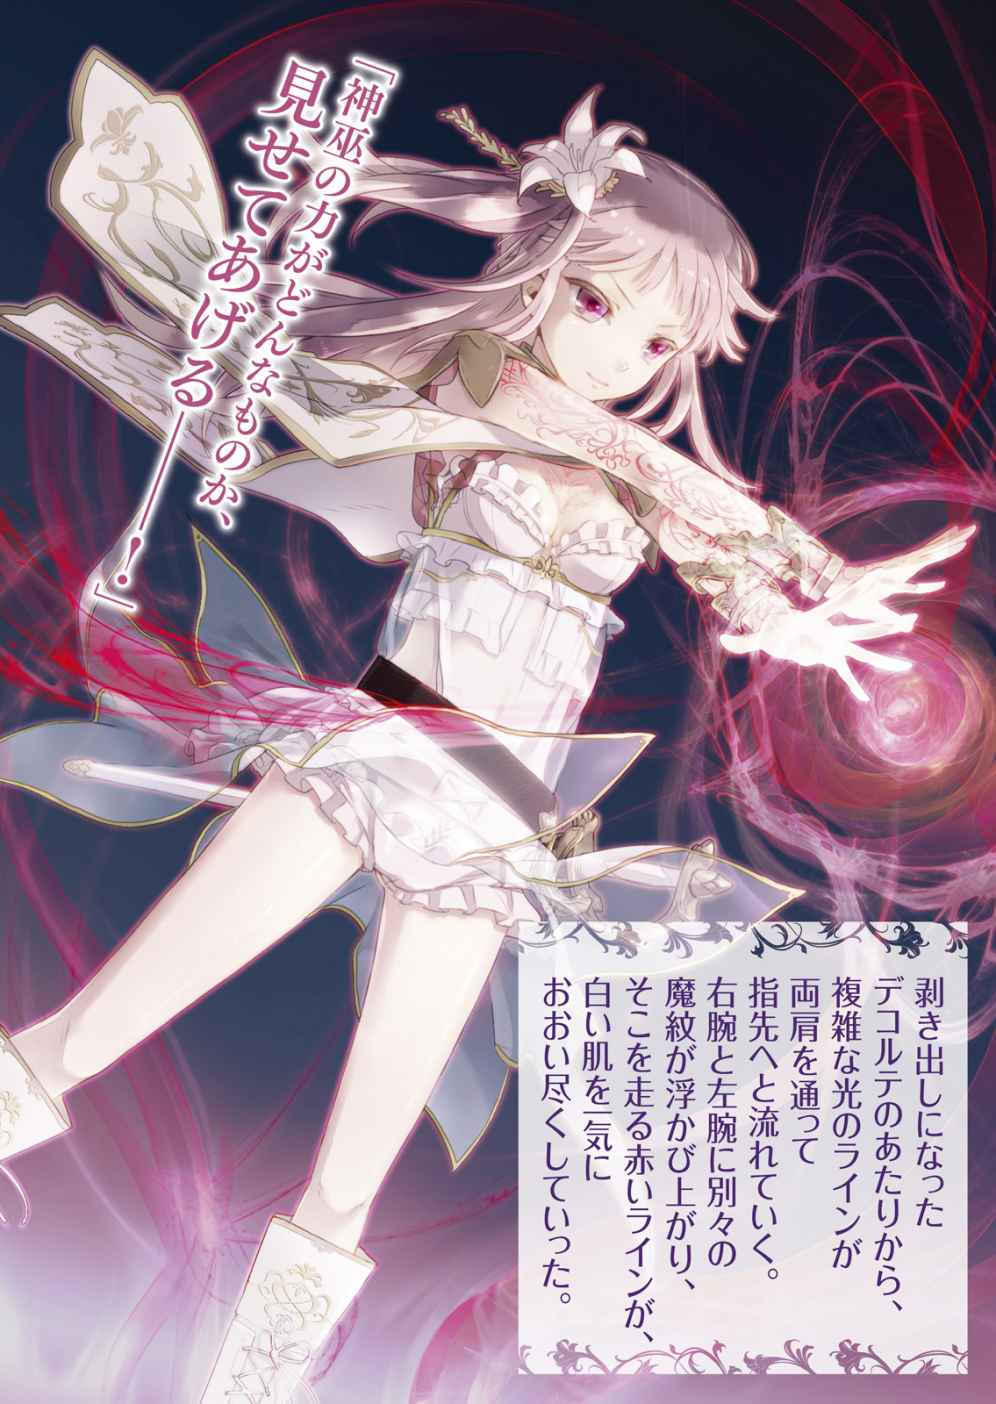 「神巫の力がどんなものか、
見せてあげる――！」
剥き出しになった
デコルテのあたりから、
複雑な光のラインが
両肩を通って
指先へと流れていく。
右腕と左腕に別々の
魔紋が浮かび上がり、
そこを走る赤いラインが、
白い肌を一気に
おおい尽くしていった。